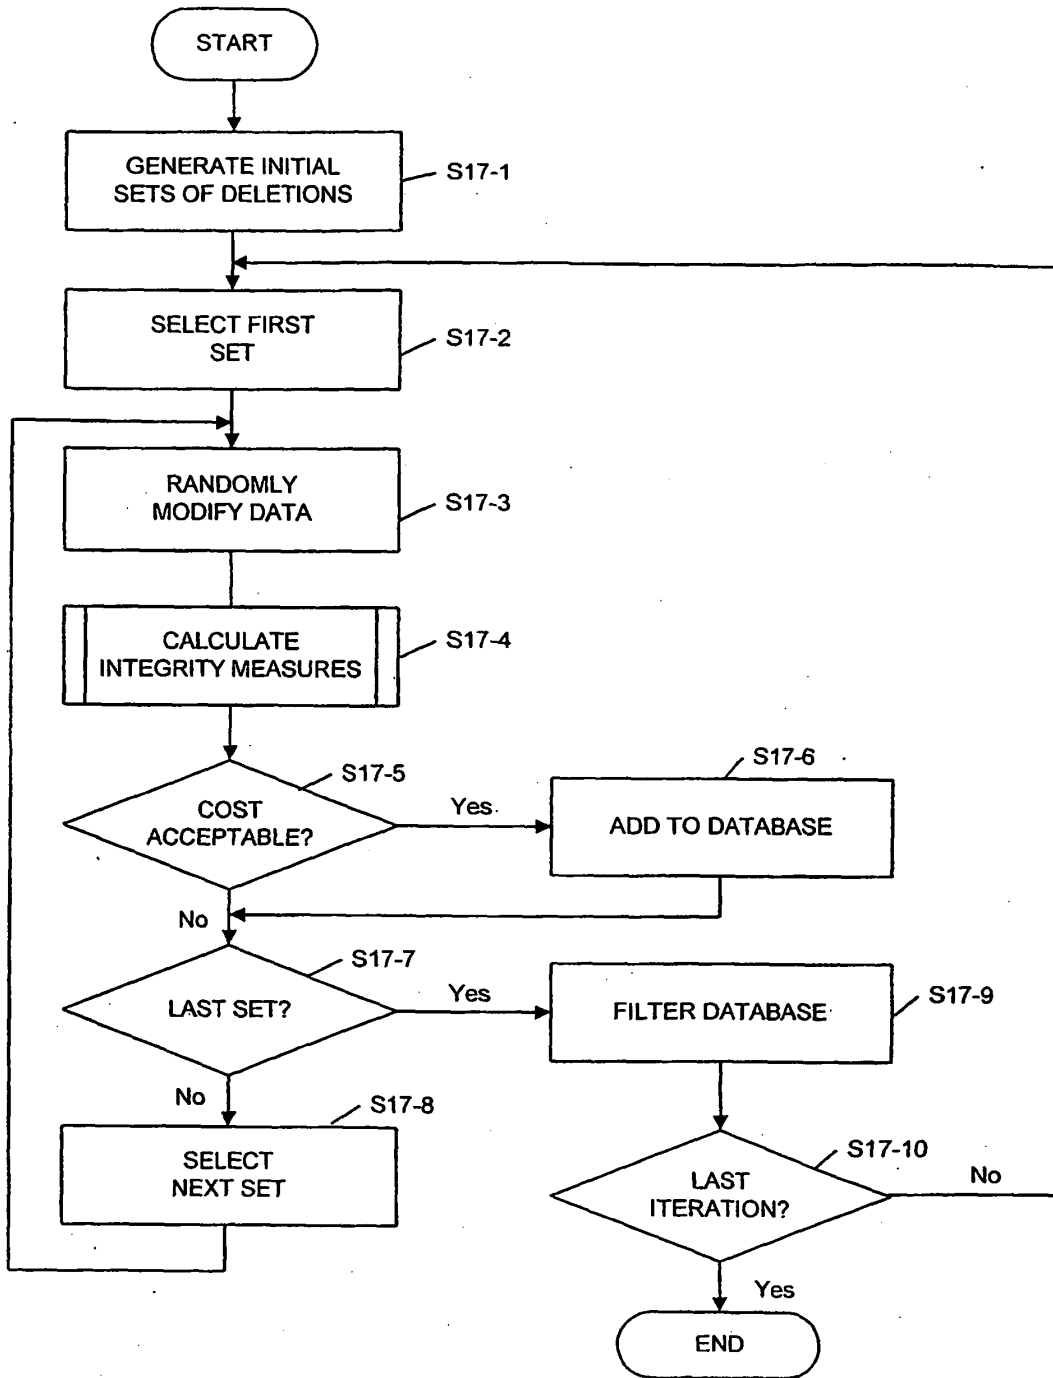 START
GENERATE INITIAL
SETS OF DELETIONS
S17-1
SELECT FIRST
SET
S17-2
RANDOMLY
MODIFY DATA
S17-3
CALCULATE
INTEGRITY MEASURES
S17-4
S17-5
COST
ACCEPTABLE?
Yes
S17-6
ADD TO DATABASE
No
S17-7
LAST SET?
Yes
FILTER DATABASE
S17-9
No
S17-8
SELECT
NEXT SET
S17-10
LAST
ITERATION?
No
Yes
END